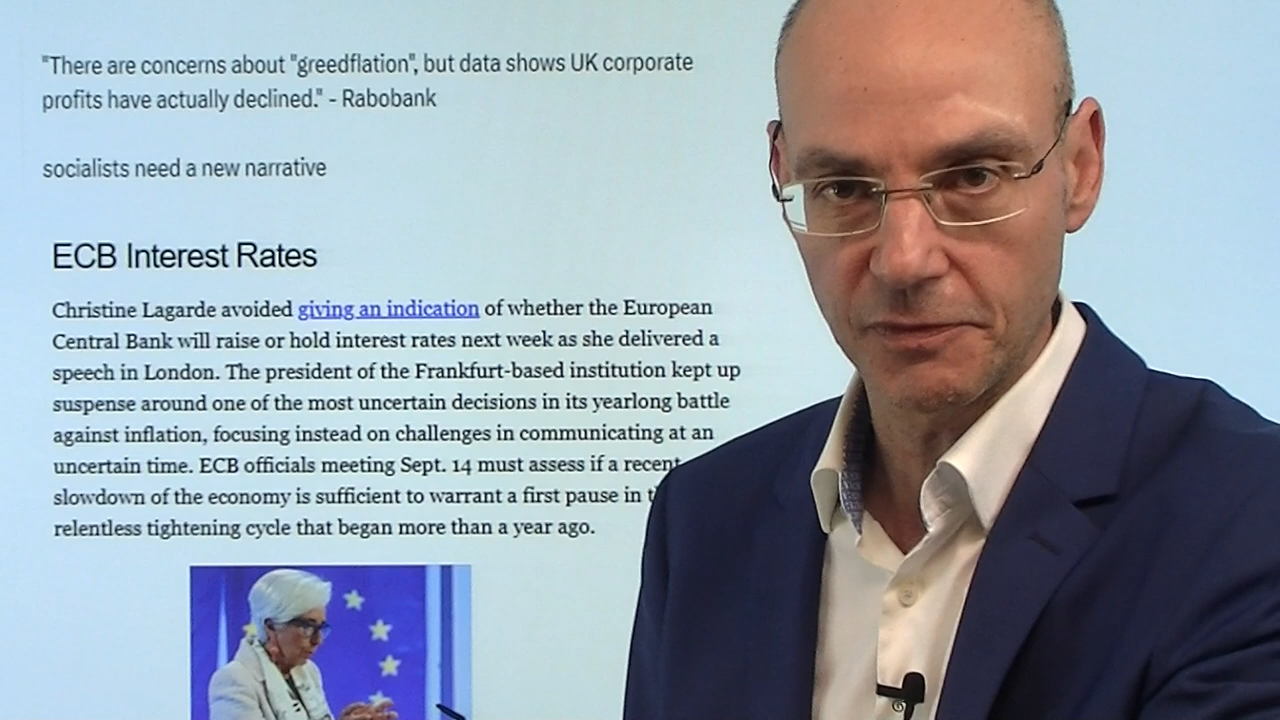 "There are concerns about "greedflation", but data shows UK corporate
profits have actually declined." - Rabobank
socialists need a new narrative
ECB Interest Rates
Christine Lagarde avoided giving an indication of whether the European
Central Bank will raise or hold interest rates next week as she delivered a
speech in London. The president of the Frankfurt-based institution kept up
suspense around one of the most uncertain decisions in its yearlong battle
against inflation, focusing instead on challenges in communicating at an
uncertain time. ECB officials meeting Sept. 14 must assess if a recent
slowdown of the economy is sufficient to warrant a first pause in
relentless tightening cycle that began more than a year ago.